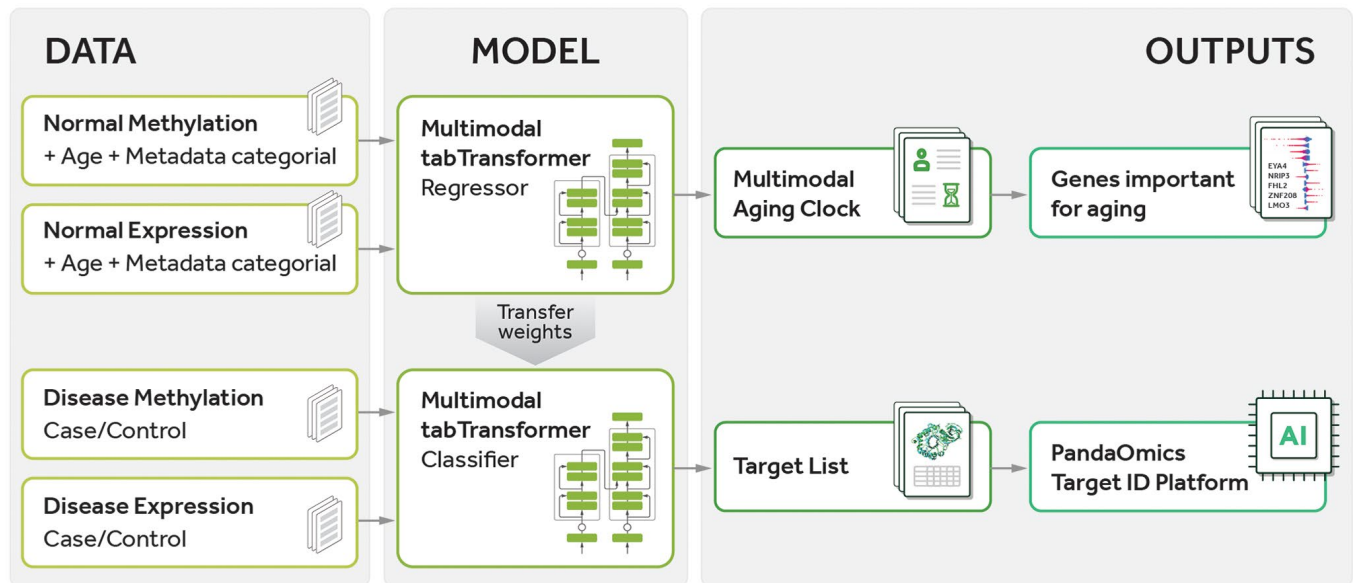 DATA
MODEL
OUTPUTS
Normal Methylation
+ Age + Metadata categorial
Normal Expression
+ Age + Metadata categorial
Multimodal
tabTransformer
Regressor
Multimodal
Aging Clock
Genes important
for aging
EYA4
NRIP3
FHL2
ZNF208
LMO3
Transfer
weights
Disease Methylation
Case/Control
Disease Expression
Case/Control
Multimodal
tabTransformer
Classifier
Target List
PandaOmics
Target ID Platform
AI